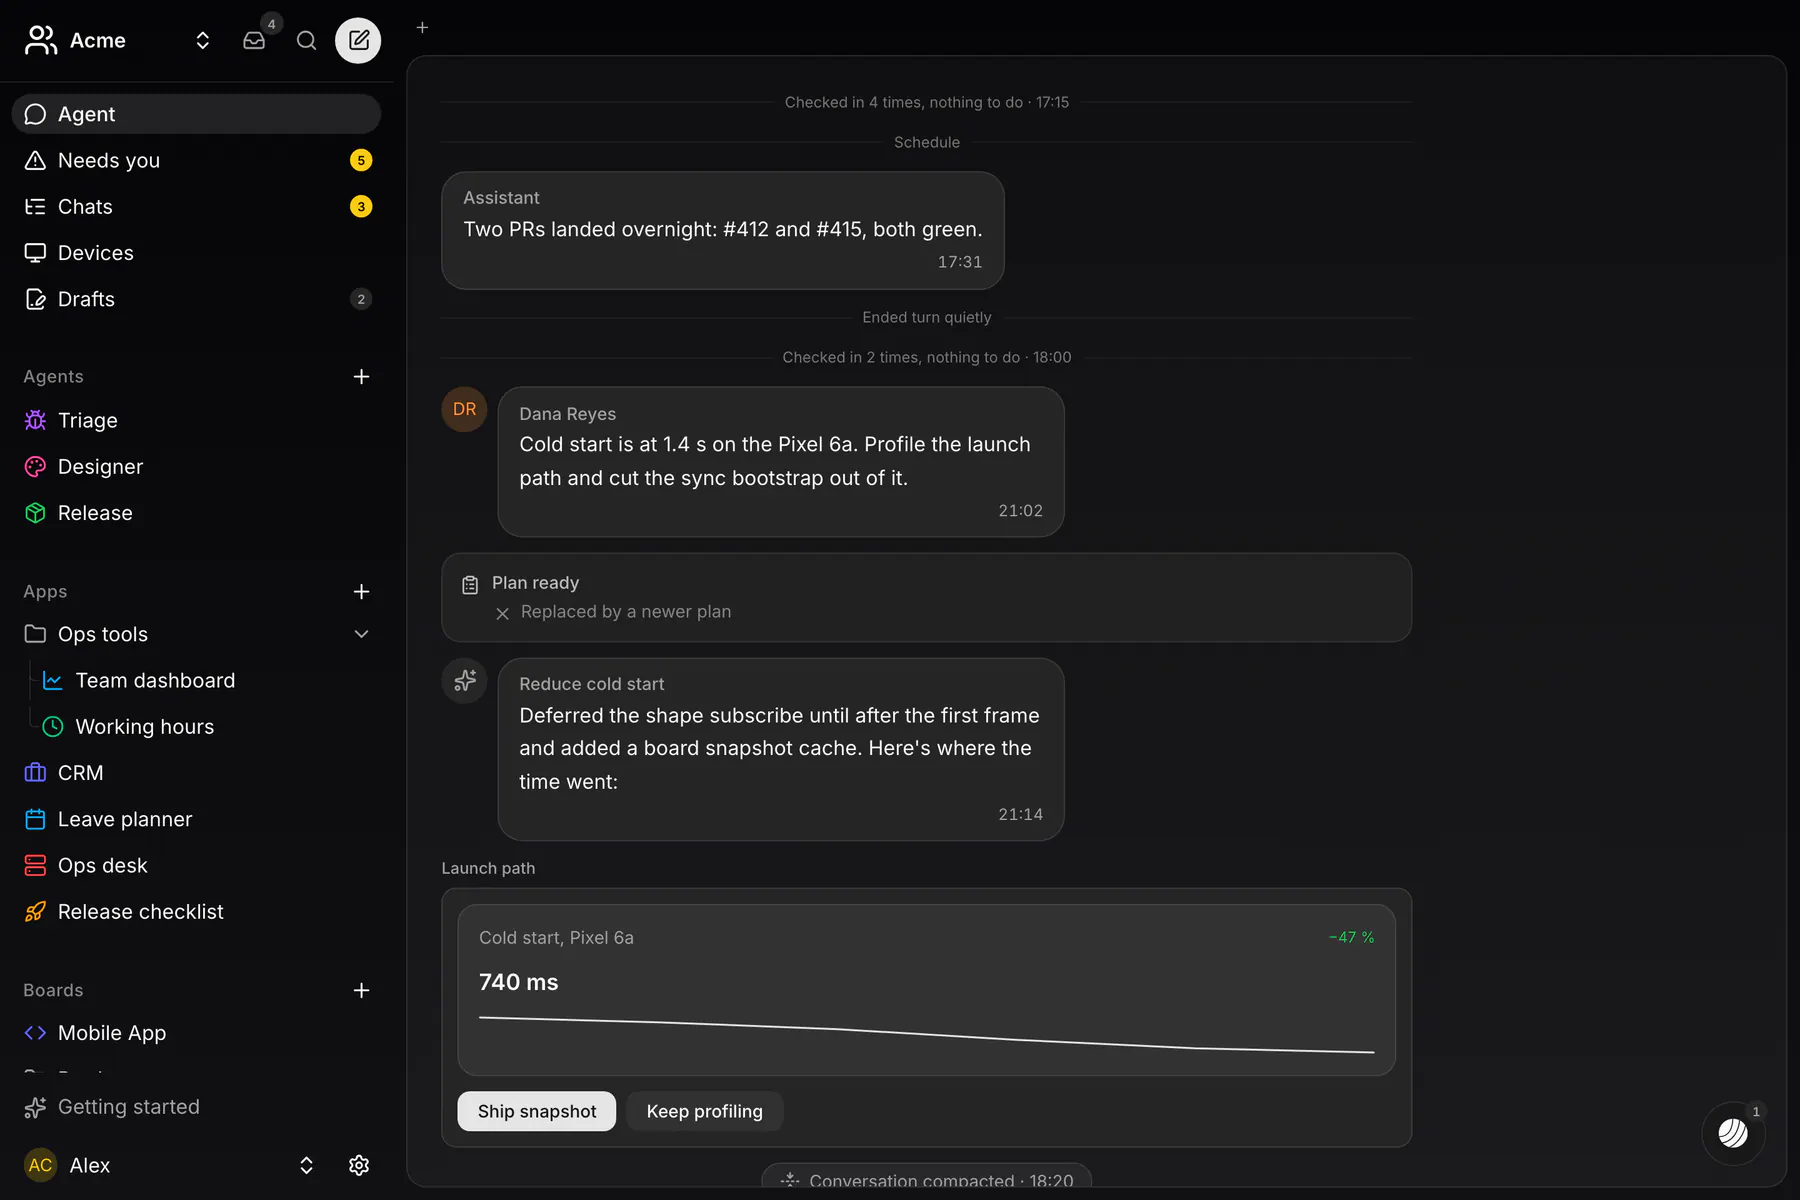 Acme
4
Agent
Needs you
5
Chats
3
Devices
Drafts
2
Agents
Triage
Designer
Release
Apps
Ops tools
Team dashboard
Working hours
CRM
Leave planner
Ops desk
Release checklist
Boards
Mobile App
Getting started
AC
Alex
Checked in 4 times, nothing to do · 17:15
Schedule
Assistant
Two PRs landed overnight: #412 and #415, both green.
17:31
Ended turn quietly
Checked in 2 times, nothing to do · 18:00
DR
Dana Reyes
Cold start is at 1.4 s on the Pixel 6a. Profile the launch
path and cut the sync bootstrap out of it.
21:02
Plan ready
Replaced by a newer plan
Reduce cold start
Deferred the shape subscribe until after the first frame
and added a board snapshot cache. Here's where the
time went:
21:14
Launch path
Cold start, Pixel 6a
−47 %
740 ms
Ship snapshot
Keep profiling
1
Conversation compacted · 18:20